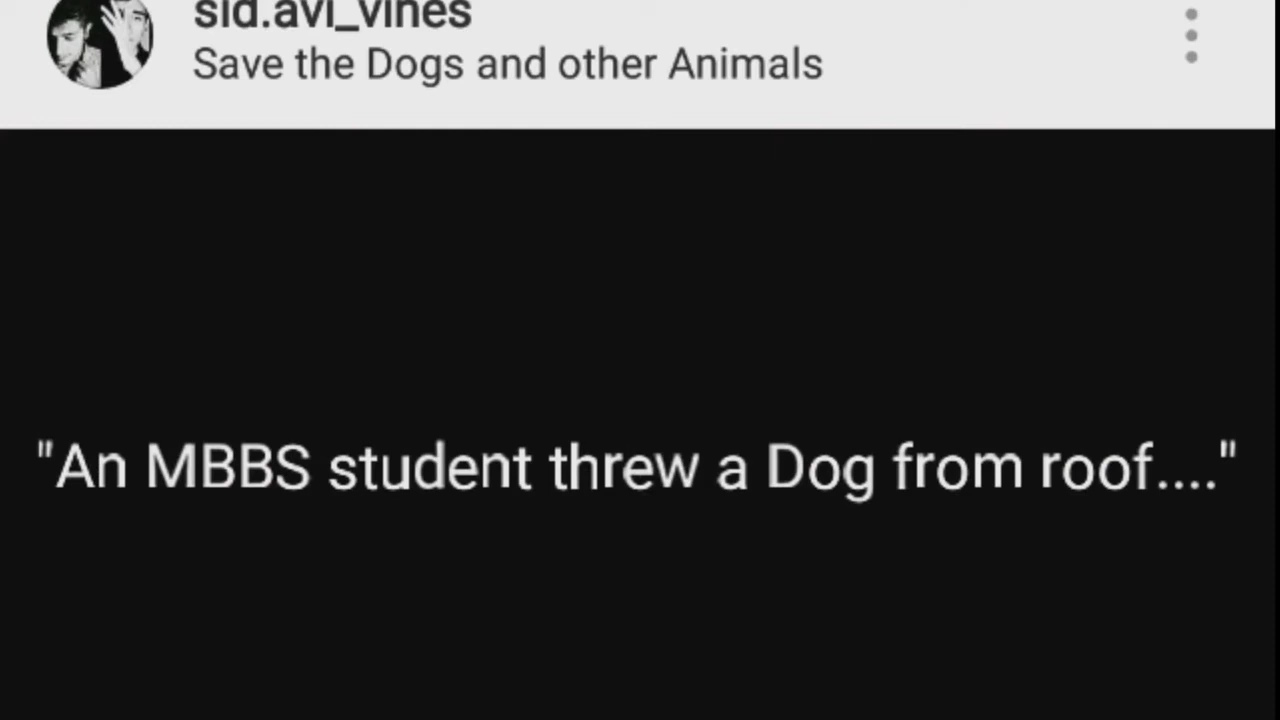 sid.avi_vines
Save the Dogs and other Animals
"An MBBS student threw a Dog from roof...."